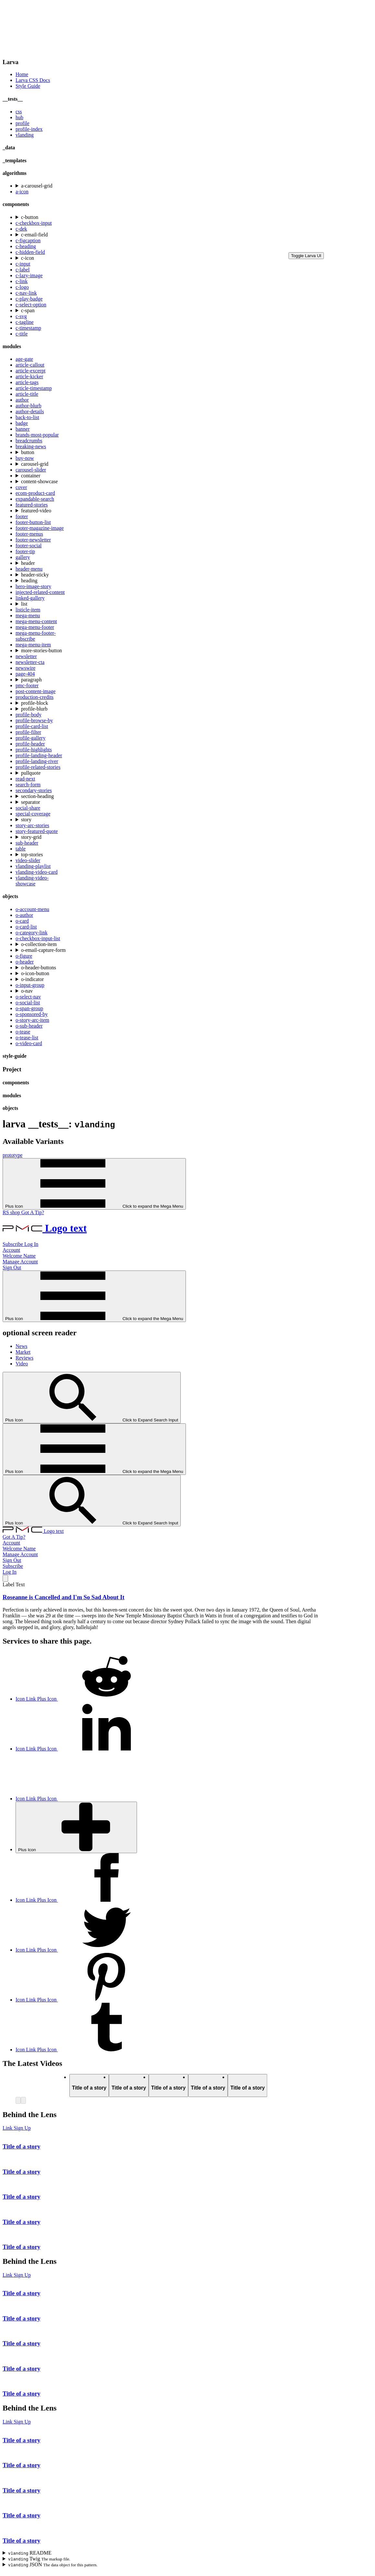 Larva
Home
Larva CSS Docs
Style Guide
__tests__
css
hub
profile
profile-index
vlanding
_data
_templates
algorithms
a-carousel-grid
a-icon
components
c-button
c-checkbox-input
c-dek
c-email-field
c-figcaption
c-heading
c-hidden-field
Toggle Larva UI
c-icon
c-input
c-label
c-lazy-image
c-link
c-logo
c-nav-link
c-play-badge
c-select-option
c-span
c-svg
c-tagline
c-timestamp
c-title
modules
age-gate
article-callout
article-excerpt
article-kicker
article-tags
article-timestamp
article-title
author
author-blurb
author-details
back-to-list
badge
banner
brands-most-popular
breadcrumbs
breaking-news
button
buy-now
carousel-grid
carousel-slider
container
content-showcase
cover
ecom-product-card
expandable-search
featured-stories
featured-video
footer
footer-button-list
footer-magazine-image
footer-menus
footer-newsletter
footer-social
footer-tip
gallery
header
header-menu
header-sticky
heading
hero-image-story
injected-related-content
linked-gallery
list
listicle-item
mega-menu
mega-menu-content
mega-menu-footer
mega-menu-footer-
subscribe
mega-menu-item
more-stories-button
newsletter
newsletter-cta
newswire
page-404
paragraph
pmc-footer
post-content-image
production-credits
profile-block
profile-blurb
profile-body
profile-browse-by
profile-card-list
profile-filter
profile-gallery
profile-header
profile-highlights
profile-landing-header
profile-landing-river
profile-related-stories
pullquote
read-next
search-form
secondary-stories
section-heading
separator
social-share
special-coverage
story
story-arc-stories
story-featured-quote
story-grid
sub-header
table
top-stories
video-slider
vlanding-playlist
vlanding-video-card
vlanding-video-
showcase
objects
o-account-menu
o-author
o-card
o-card-list
o-category-link
o-checkbox-input-list
o-collection-item
o-email-capture-form
o-figure
o-header
o-header-buttons
o-icon-button
o-indicator
o-input-group
o-nav
o-select-nav
o-social-list
o-span-group
o-sponsored-by
o-story-arc-item
o-sub-header
o-tease
o-tease-list
o-video-card
style-guide
Project
components
modules
objects
larva __tests__: vlanding
Available Variants
prototype
Plus Icon Click to expand the Mega Menu
RS shop Got A Tip?
PMC Logo text
Subscribe Log In
Account
Welcome Name
Manage Account
Sign Out
Plus Icon Click to expand the Mega Menu
optional screen reader
News
Market
Reviews
Video
Plus Icon Click to Expand Search Input
Plus Icon Click to expand the Mega Menu
Plus Icon Click to Expand Search Input
PMC Logo text
Got A Tip?
Account
Welcome Name
Manage Account
Sign Out
Subscribe
Log In
Label Text
Roseanne is Cancelled and I'm So Sad About It
Perfection is rarely achieved in movies, but this heaven-sent concert doc hits the sweet spot. Over two days in January 1972, the Queen of Soul, Aretha
Franklin — she was 29 at the time — sweeps into the New Temple Missionary Baptist Church in Watts in front of a congregation and testifies to God in
song. The blessed thing took nearly half a century to come out because director Sydney Pollack failed to sync the image with the sound. Then digital
angels stepped in, and glory, glory, hallelujah!
Services to share this page.
Icon Link Plus Icon
Icon Link Plus Icon
Icon Link Plus Icon
Plus Icon
Icon Link Plus Icon
Icon Link Plus Icon
Icon Link Plus Icon
Icon Link Plus Icon
The Latest Videos
Title of a story Title of a story Title of a story Title of a story Title of a story
Behind the Lens
Link Sign Up
Title of a story
Title of a story
Title of a story
Title of a story
Title of a story
Behind the Lens
Link Sign Up
Title of a story
Title of a story
Title of a story
Title of a story
Title of a story
Behind the Lens
Link Sign Up
Title of a story
Title of a story
Title of a story
Title of a story
Title of a story
vlanding README
vlanding Twig The markup file.
vlanding JSON The data object for this pattern.